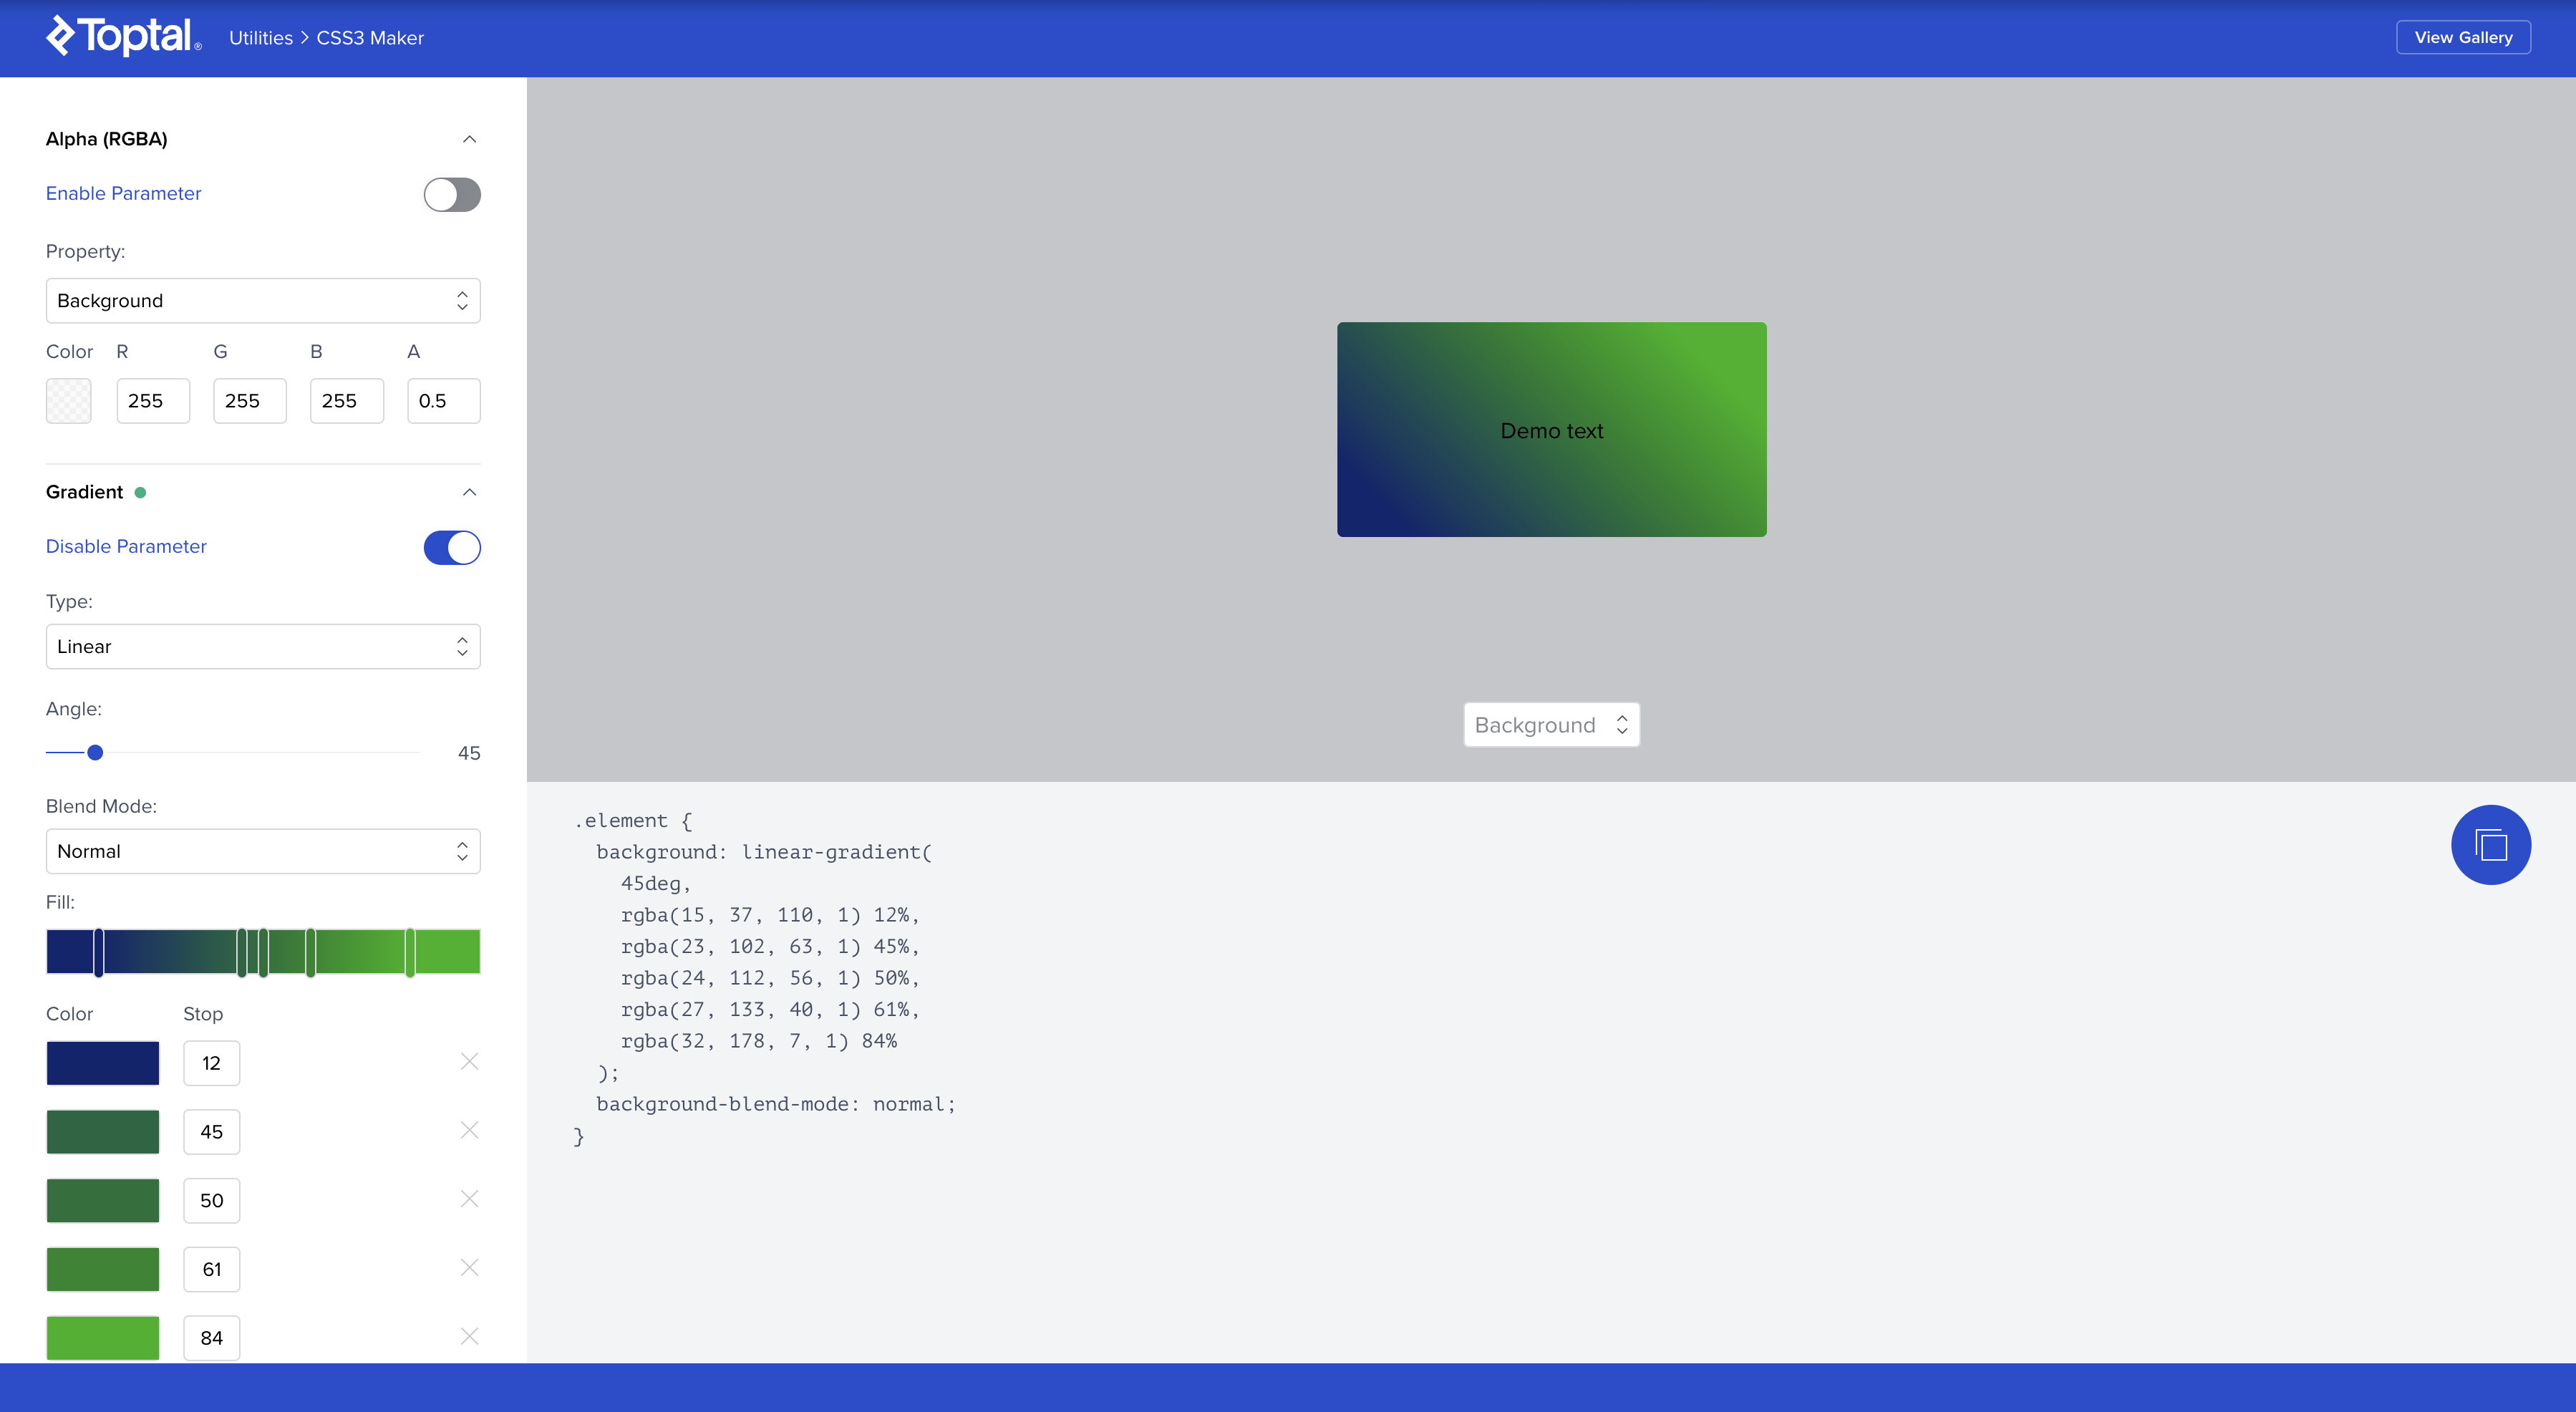 Toptal®
Utilities > CSS3 Maker
View Gallery
Alpha (RGBA)
Enable Parameter
Property:
Background
Color R G B A
255 255 255 0.5
Gradient
Disable Parameter
Type:
Linear
Angle:
45
Blend Mode:
Normal
Fill:
Color Stop
12
45
50
61
84
Demo text
Background
.element {
  background: linear-gradient(
    45deg,
    rgba(15, 37, 110, 1) 12%,
    rgba(23, 102, 63, 1) 45%,
    rgba(24, 112, 56, 1) 50%,
    rgba(27, 133, 40, 1) 61%,
    rgba(32, 178, 7, 1) 84%
  );
  background-blend-mode: normal;
}